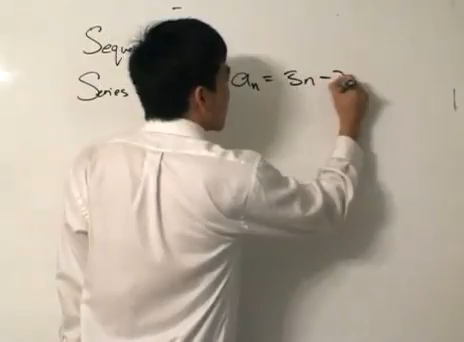 Sequ
Series aₙ = 3n -